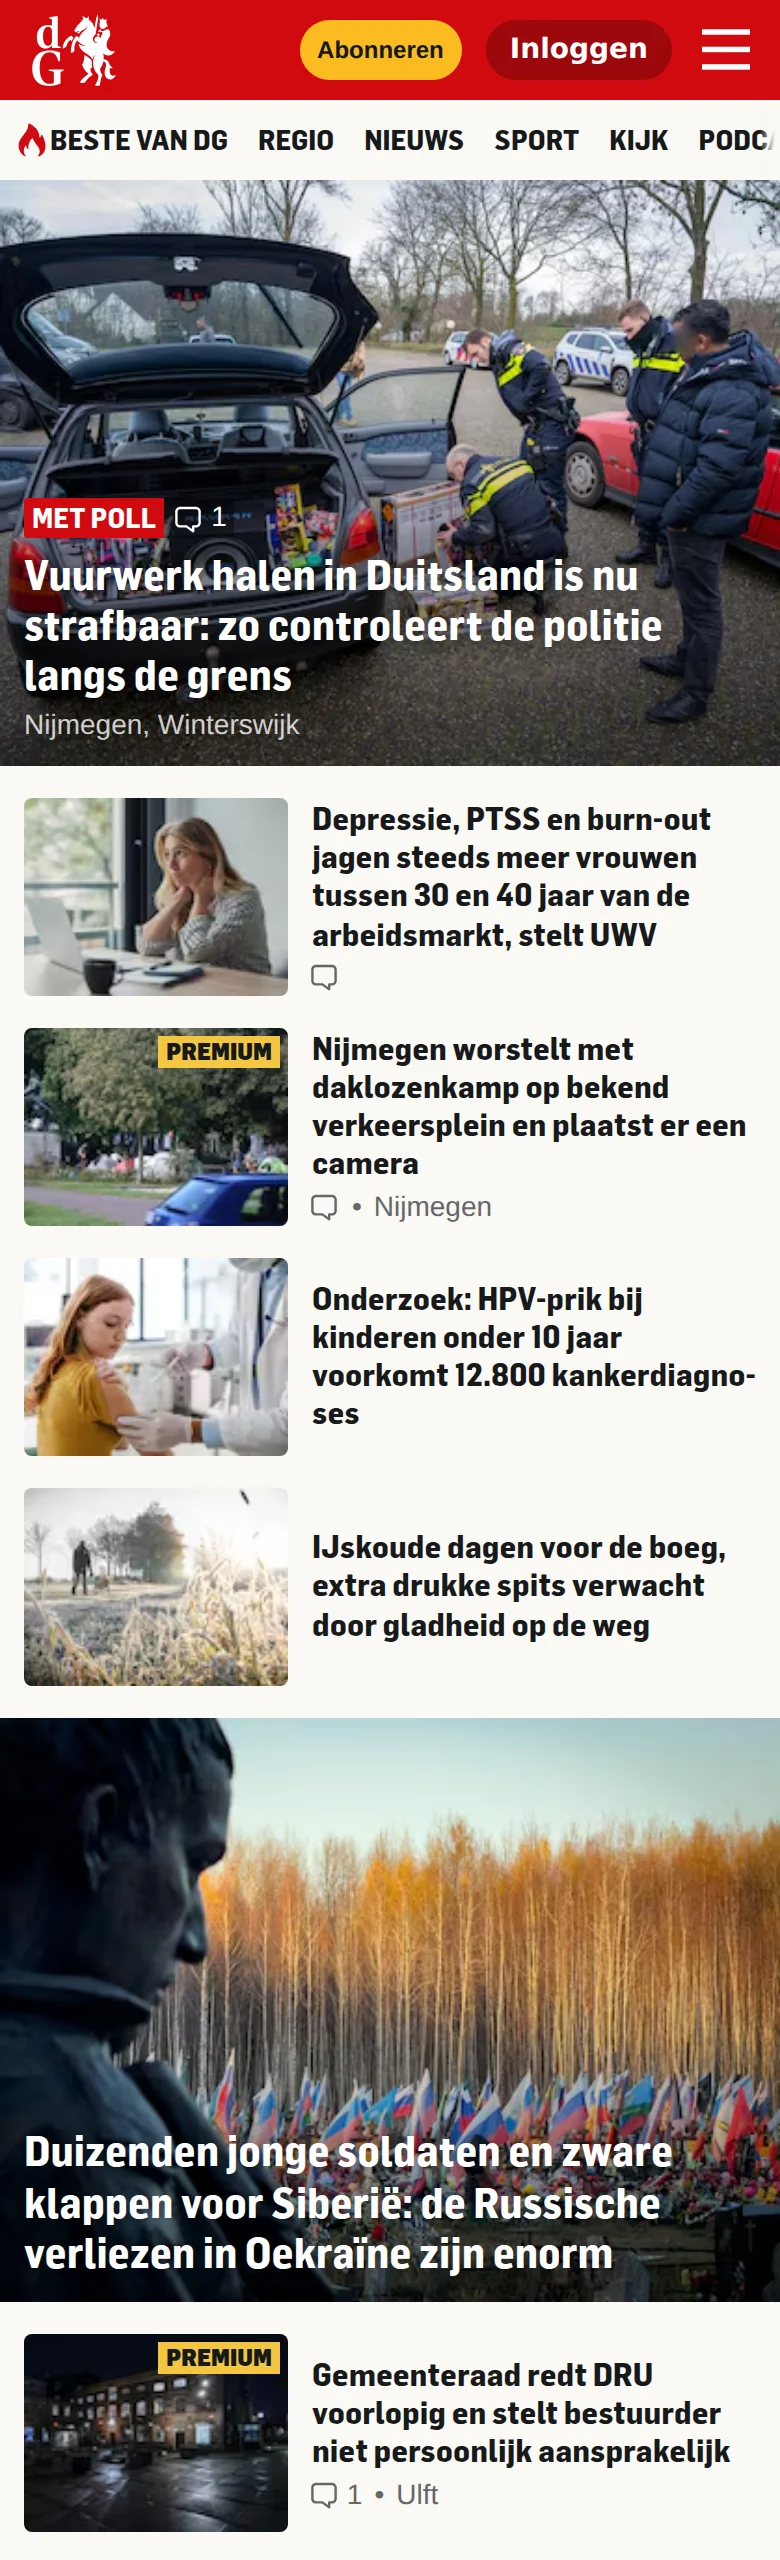 dG
Abonneren
Inloggen
BESTE VAN DG REGIO NIEUWS SPORT KIJK PODCA
MET POLL 1
Vuurwerk halen in Duitsland is nu
strafbaar: zo controleert de politie
langs de grens
Nijmegen, Winterswijk
Depressie, PTSS en burn-out
jagen steeds meer vrouwen
tussen 30 en 40 jaar van de
arbeidsmarkt, stelt UWV
PREMIUM
Nijmegen worstelt met
daklozenkamp op bekend
verkeersplein en plaatst er een
camera
• Nijmegen
Onderzoek: HPV-prik bij
kinderen onder 10 jaar
voorkomt 12.800 kankerdiagno-
ses
IJskoude dagen voor de boeg,
extra drukke spits verwacht
door gladheid op de weg
Duizenden jonge soldaten en zware
klappen voor Siberië: de Russische
verliezen in Oekraïne zijn enorm
PREMIUM
Gemeenteraad redt DRU
voorlopig en stelt bestuurder
niet persoonlijk aansprakelijk
1 • Ulft